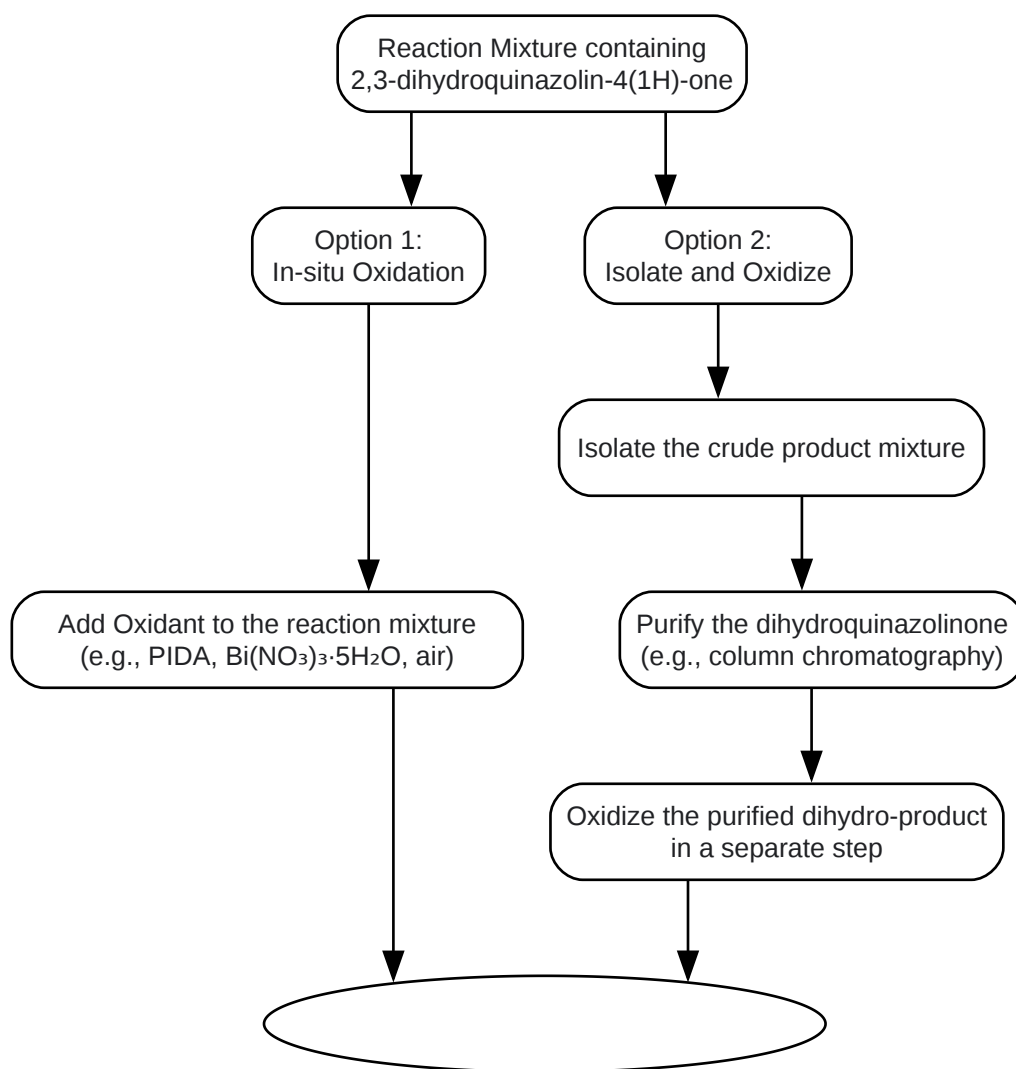 Reaction Mixture containing
2,3-dihydroquinazolin-4(1H)-one
Option 1:
In-situ Oxidation
Option 2:
Isolate and Oxidize
Isolate the crude product mixture
Add Oxidant to the reaction mixture
(e.g., PIDA, Bi(NO₃)₃·5H₂O, air)
Purify the dihydroquinazolinone
(e.g., column chromatography)
Oxidize the purified dihydro-product
in a separate step